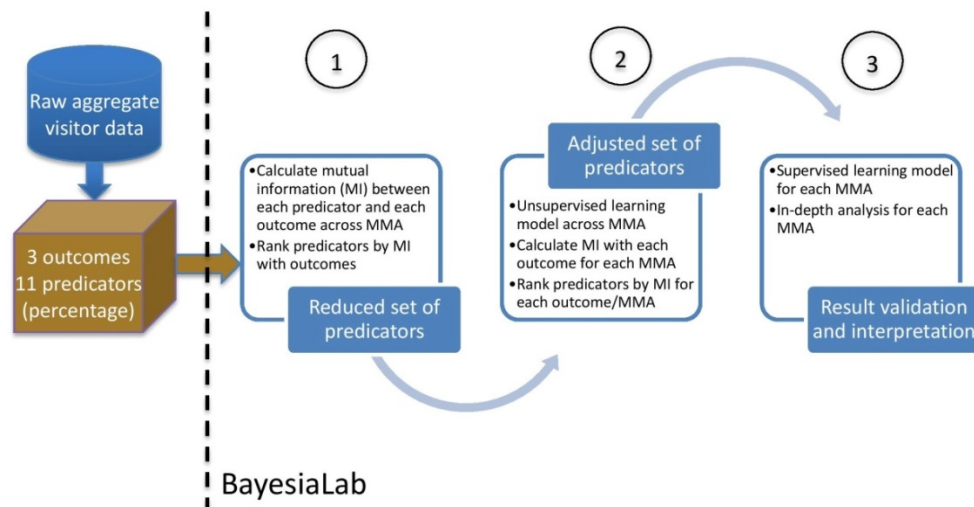 Raw aggregate
visitor data
3 outcomes
11 predicators
(percentage)
1
•Calculate mutual
information (MI) between
each predictor and each
outcome across MMA
•Rank predictors by MI
with outcomes
Reduced set of
predicators
2
Adjusted set of
predicators
•Unsupervised learning
model across MMA
•Calculate MI with each
outcome for each MMA
•Rank predictors by MI for
each outcome/MMA
3
•Supervised learning model
for each MMA
•In-depth analysis for each
MMA
Result validation
and interpretation
BayesiaLab